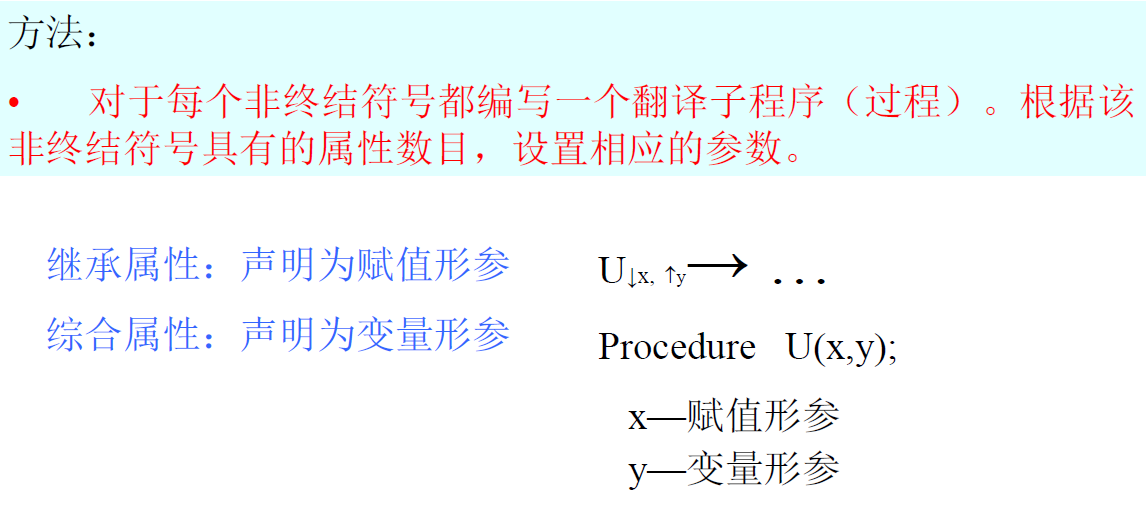 方法：
• 对于每个非终结符号都编写一个翻译子程序（过程）。根据该
非终结符号具有的属性数目，设置相应的参数。
继承属性：声明为赋值形参
综合属性：声明为变量形参
U↓x, ↑y⟶ …
Procedure U(x,y);
x—赋值形参
y—变量形参